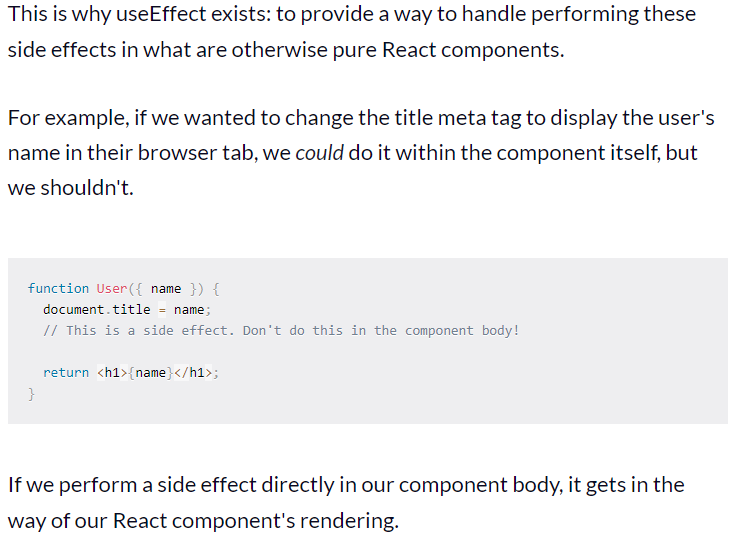 This is why useEffect exists: to provide a way to handle performing these
side effects in what are otherwise pure React components.
For example, if we wanted to change the title meta tag to display the user's
name in their browser tab, we could do it within the component itself, but
we shouldn't.
function User({ name }) {
  document.title = name;
  // This is a side effect. Don't do this in the component body!
  return <h1>{name}</h1>;
}
If we perform a side effect directly in our component body, it gets in the
way of our React component's rendering.